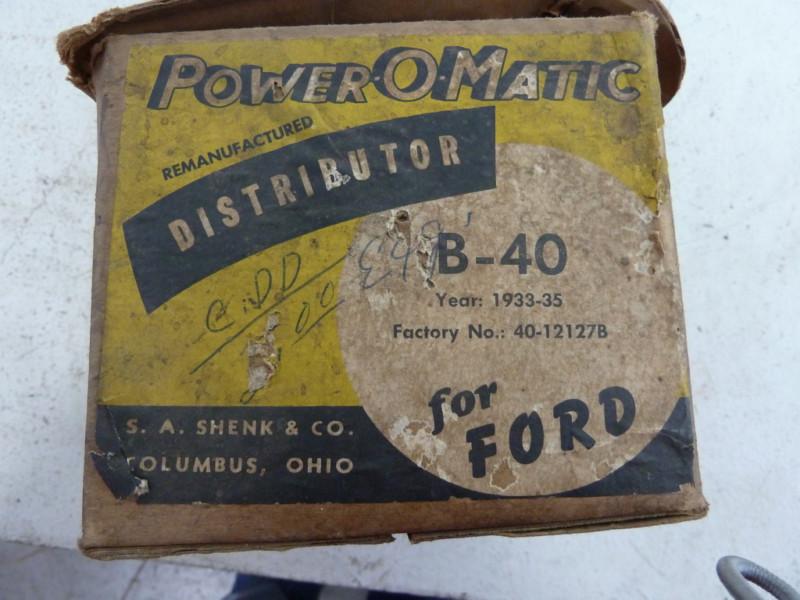 POWER-O-MATIC
REMANUFACTURED
DISTRIBUTOR
B-40
Year: 1933-35
Factory No.: 40-12127B
for
FORD
S. A. SHENK & CO.
COLUMBUS, OHIO